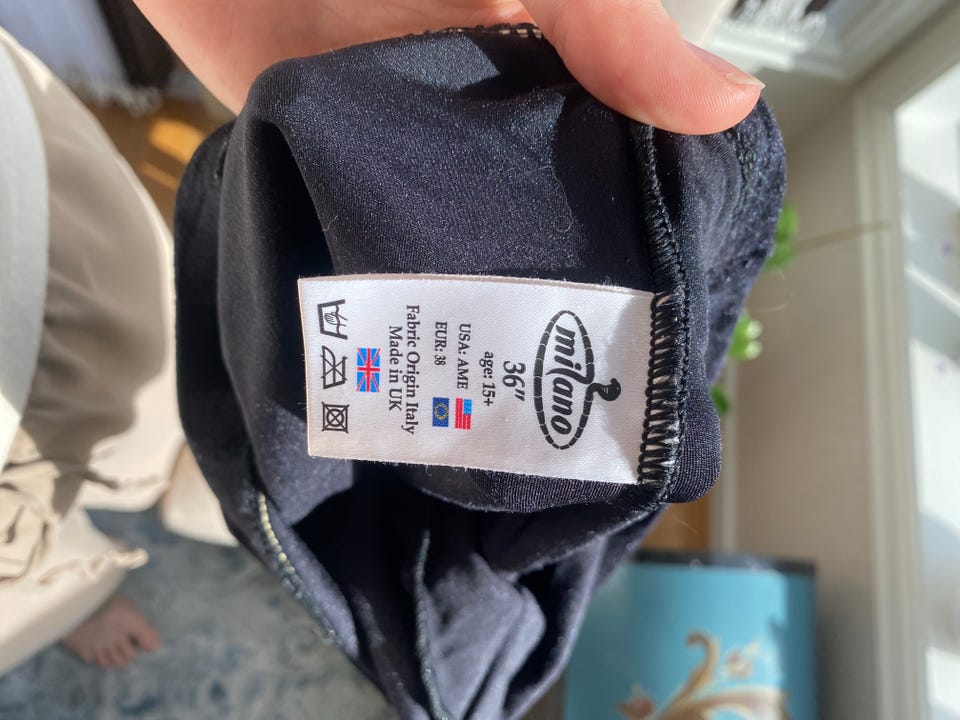 milano
36"
age: 15+
USA: AME
EUR: 38
Fabric Origin Italy
Made in UK